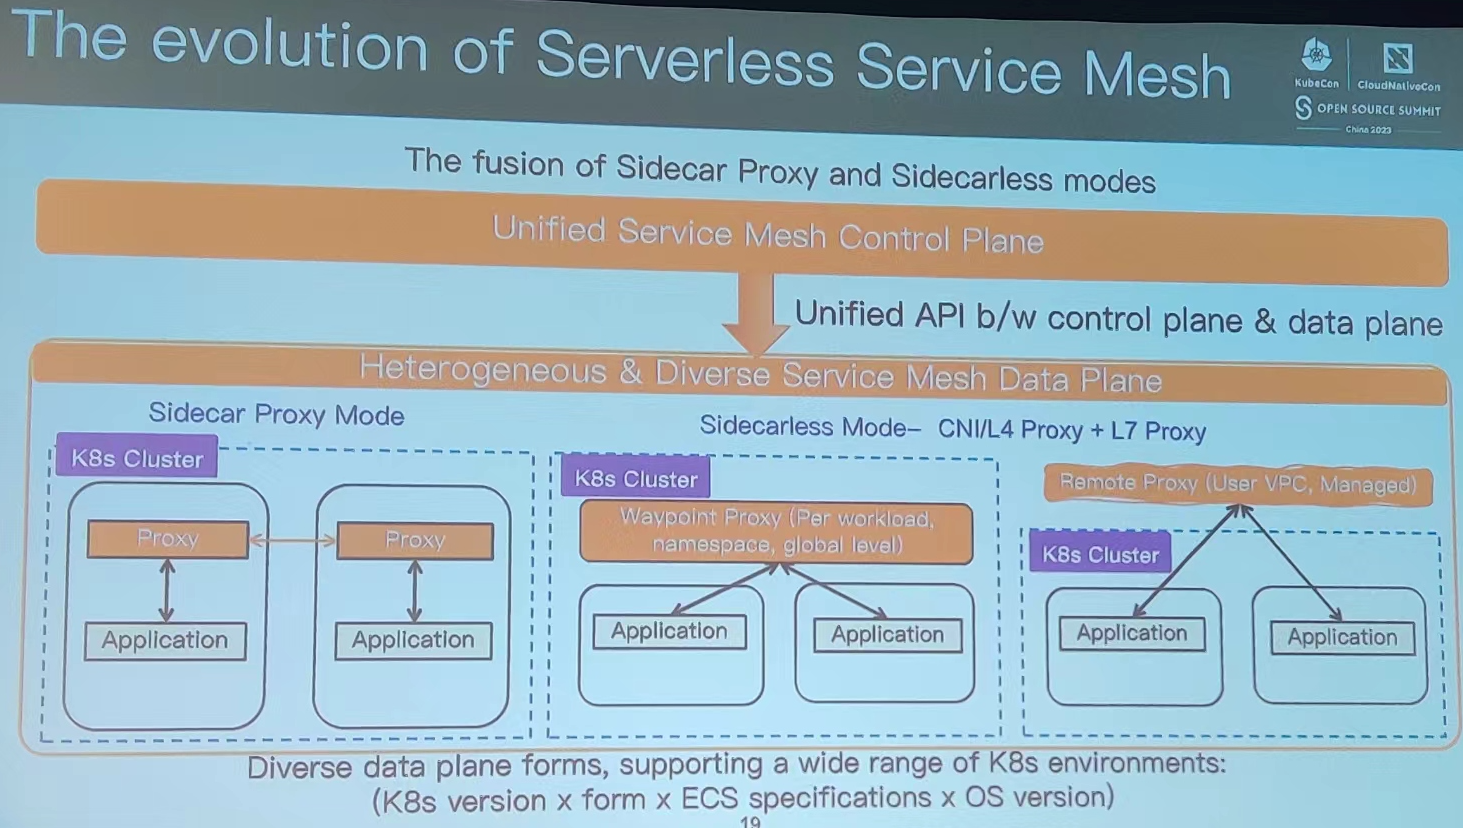 The evolution of Serverless Service Mesh
KubeCon
CloudNativeCon
OPEN SOURCE SUMMIT
China 2023
The fusion of Sidecar Proxy and Sidecarless modes
Unified Service Mesh Control Plane
Unified API b/w control plane & data plane
Heterogeneous & Diverse Service Mesh Data Plane
Sidecar Proxy Mode
K8s Cluster
Proxy
Proxy
Application
Application
Sidecarless Mode– CNI/L4 Proxy + L7 Proxy
K8s Cluster
Waypoint Proxy (Per workload,
namespace, global level)
Application
Application
Remote Proxy (User VPC, Managed)
K8s Cluster
Application
Application
Diverse data plane forms, supporting a wide range of K8s environments:
(K8s version x form x ECS specifications x OS version)
19